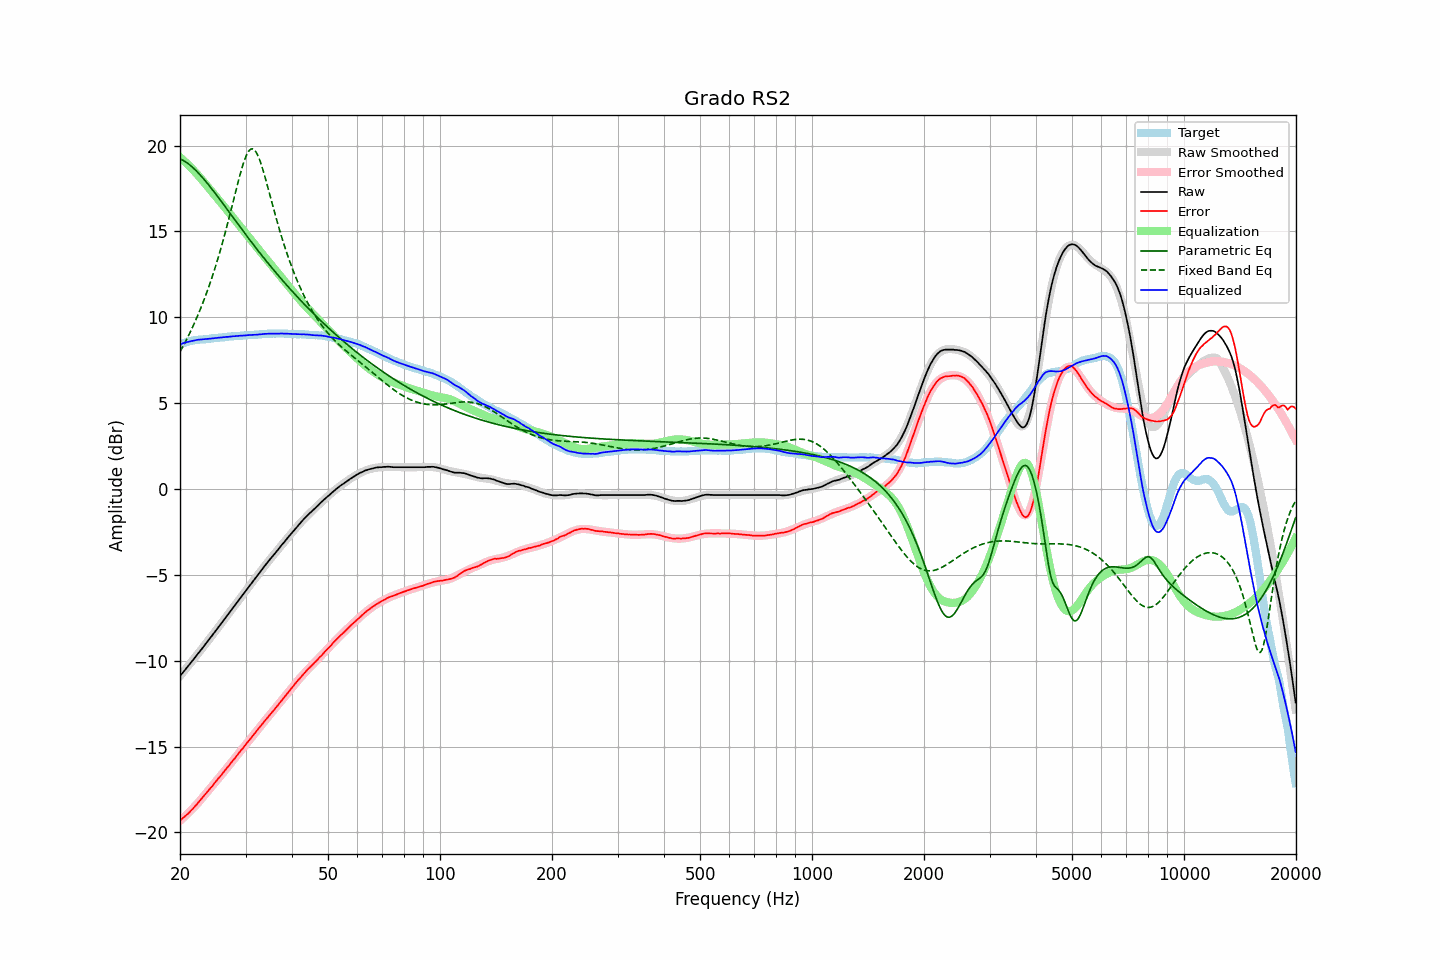 Grado RS2
Amplitude (dBr)
20
15
10
5
0
−5
−10
−15
−20
Target
Raw Smoothed
Error Smoothed
Raw
Error
Equalization
Parametric Eq
Fixed Band Eq
Equalized
20 50 100 200 500 1000 2000 5000 10000 20000
Frequency (Hz)